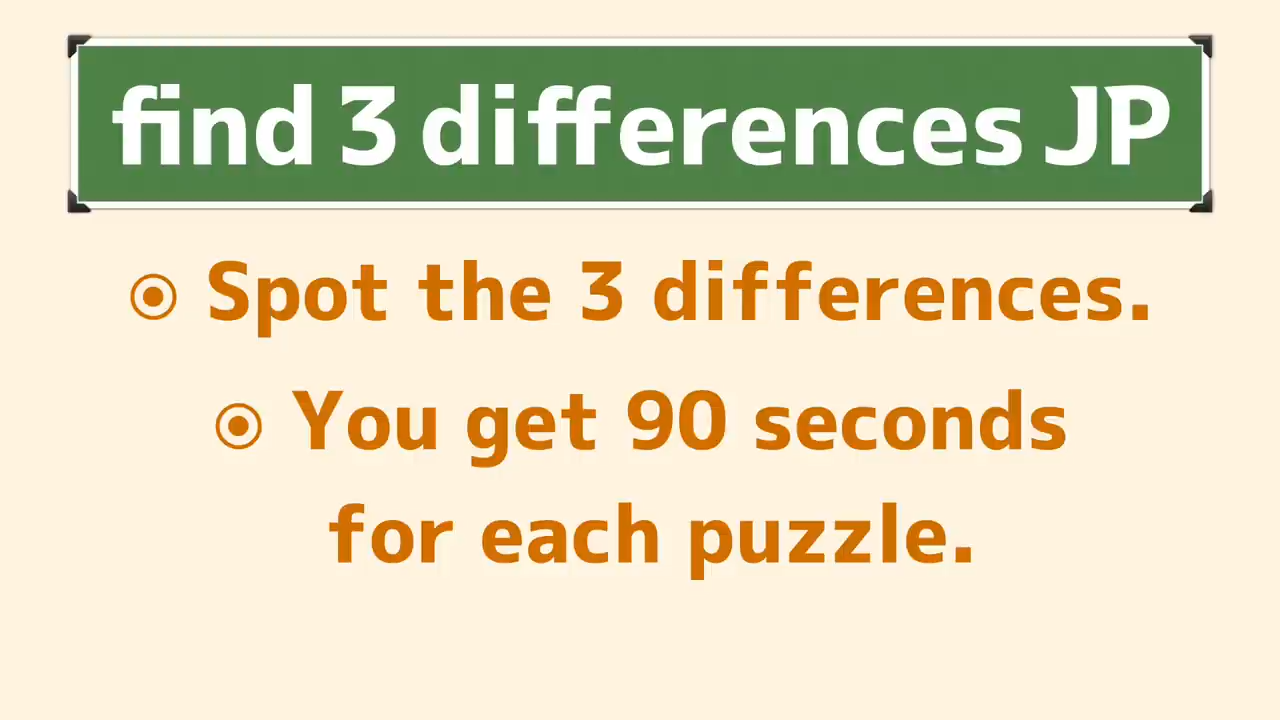 find 3 differences JP
◉ Spot the 3 differences.
◉ You get 90 seconds
for each puzzle.